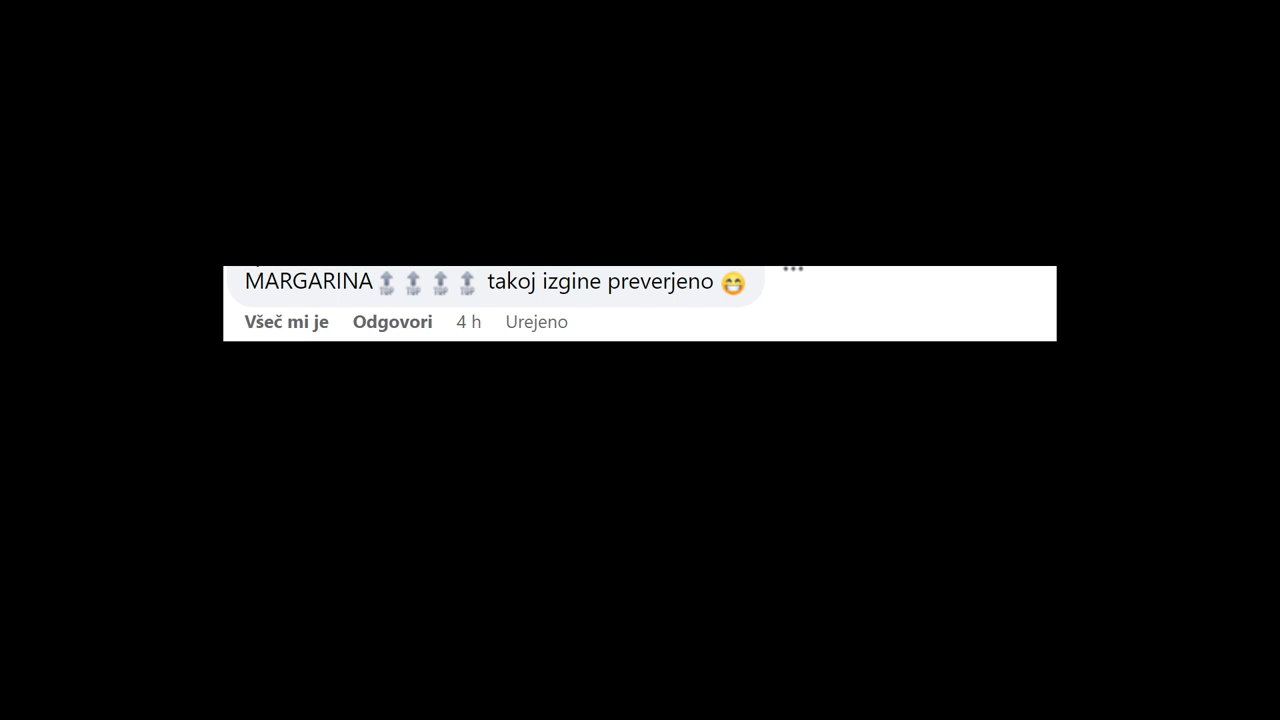 MARGARINA🔝🔝🔝🔝 takoj izgine preverjeno 😁
Všeč mi je Odgovori 4 h Urejeno